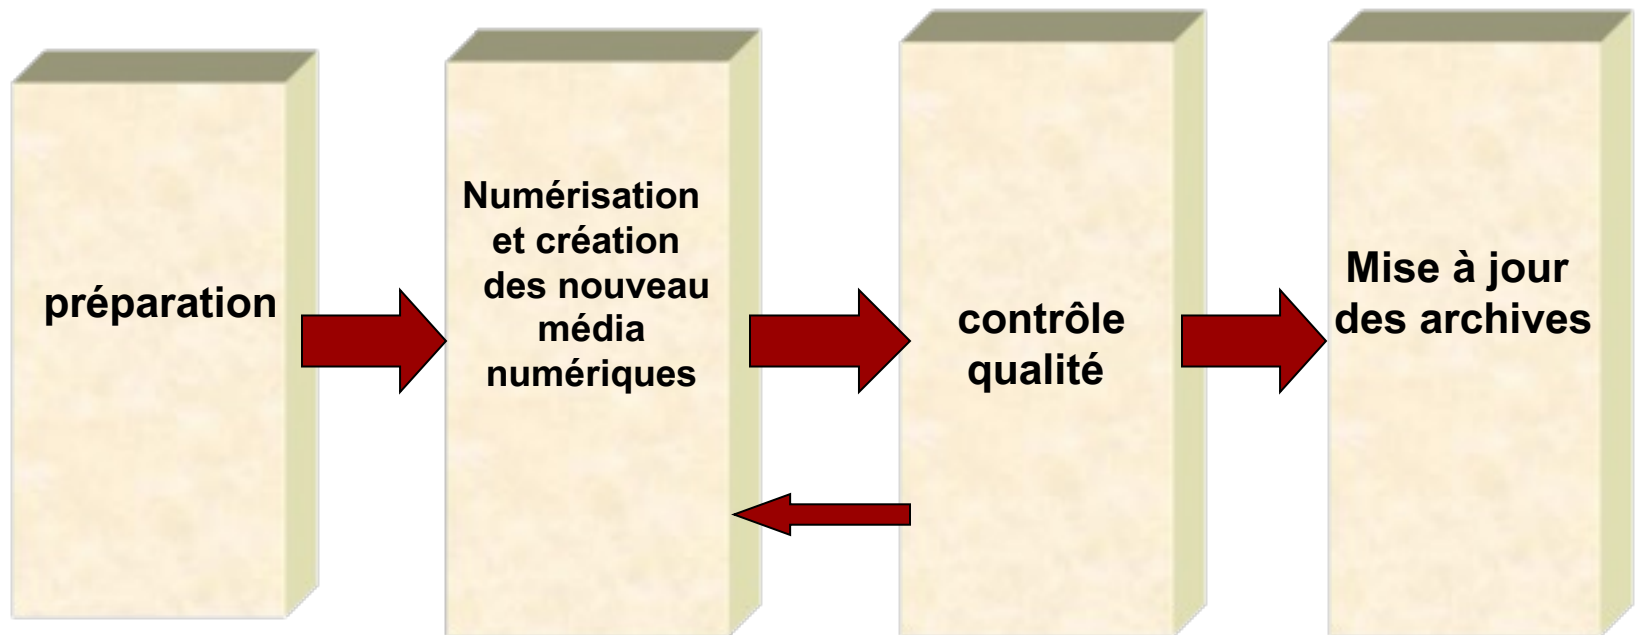 préparation
Numérisation
et création
des nouveau
média
numériques
contrôle
qualité
Mise à jour
des archives